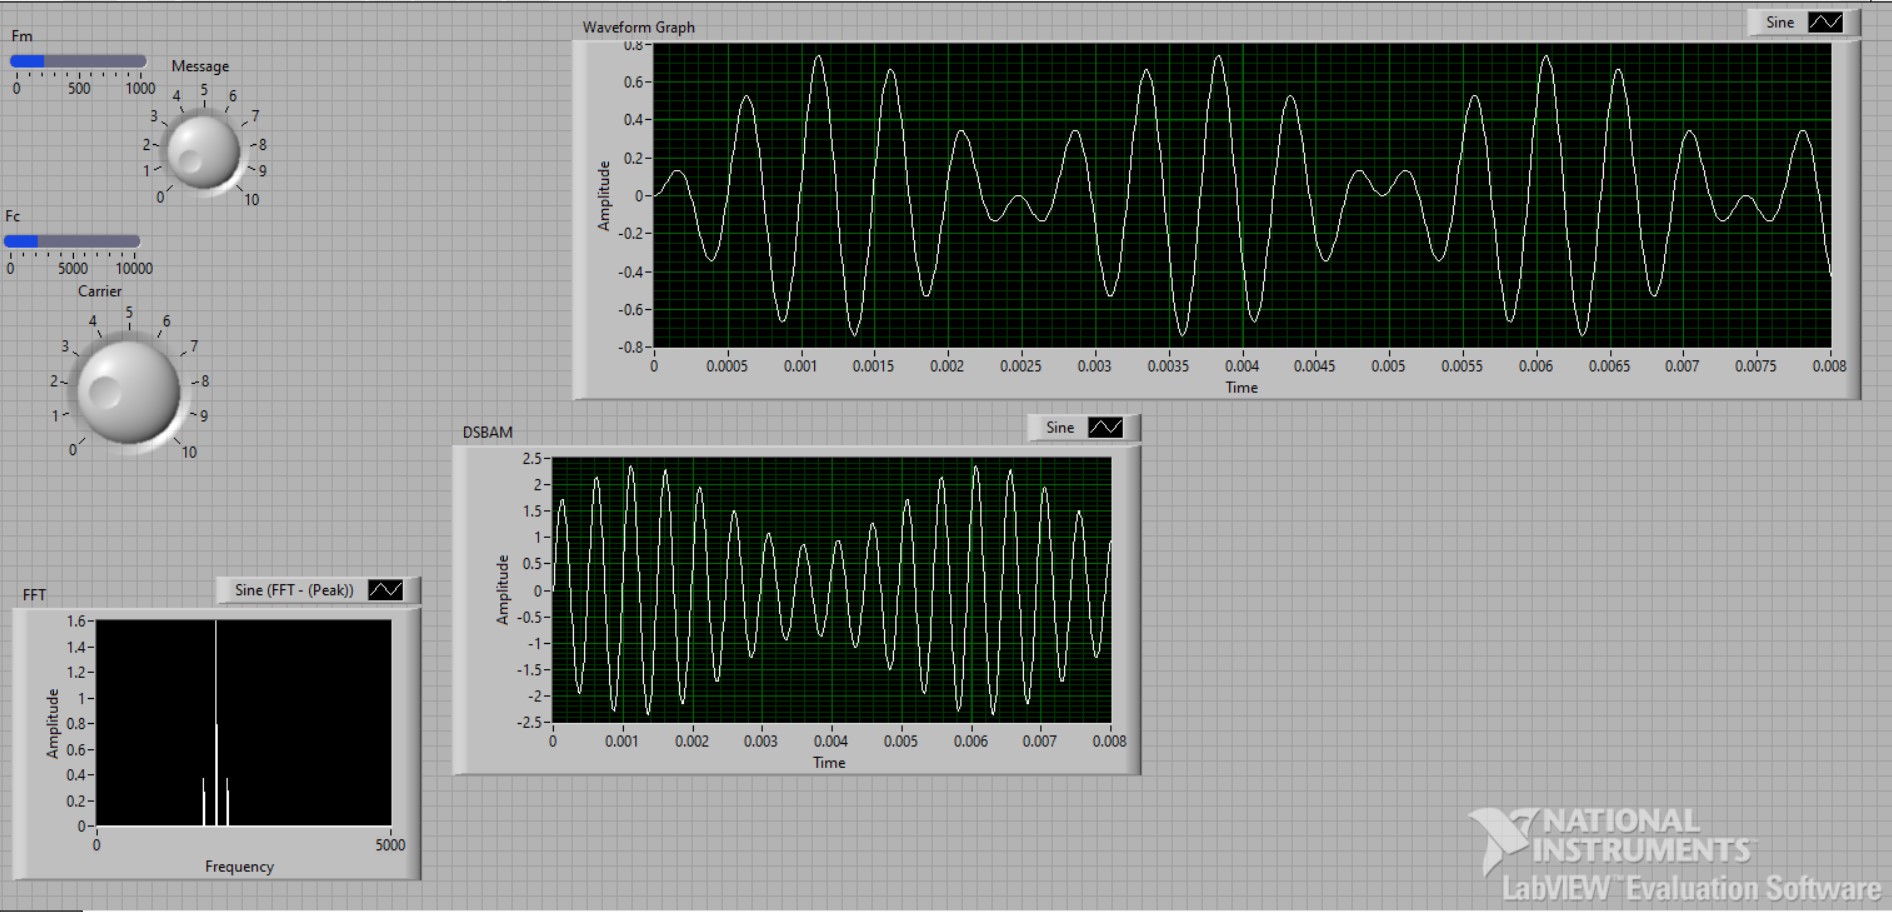 Fm
0 500 1000
Message
0 1 2 3 4 5 6 7 8 9 10
Fc
0 5000 10000
Carrier
0 1 2 3 4 5 6 7 8 9 10
Waveform Graph
Sine
Amplitude
0.8
0.6
0.4
0.2
0
-0.2
-0.4
-0.6
-0.8
0 0.0005 0.001 0.0015 0.002 0.0025 0.003 0.0035 0.004 0.0045 0.005 0.0055 0.006 0.0065 0.007 0.0075 0.008
Time
DSBAM
Sine
Amplitude
2.5
2
1.5
1
0.5
0
-0.5
-1
-1.5
-2
-2.5
0 0.001 0.002 0.003 0.004 0.005 0.006 0.007 0.008
Time
FFT
Sine (FFT - (Peak))
Amplitude
1.6
1.4
1.2
1
0.8
0.6
0.4
0.2
0
0 5000
Frequency
NATIONAL
INSTRUMENTS™
LabVIEW™ Evaluation Software